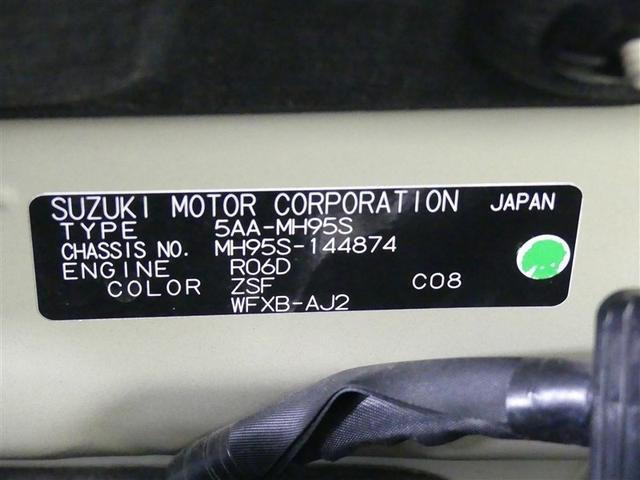 SUZUKI MOTOR CORPORATION JAPAN
TYPE 5AA-MH95S
CHASSIS NO. MH95S-144874
ENGINE R06D
COLOR ZSF C08
WFXB-AJ2